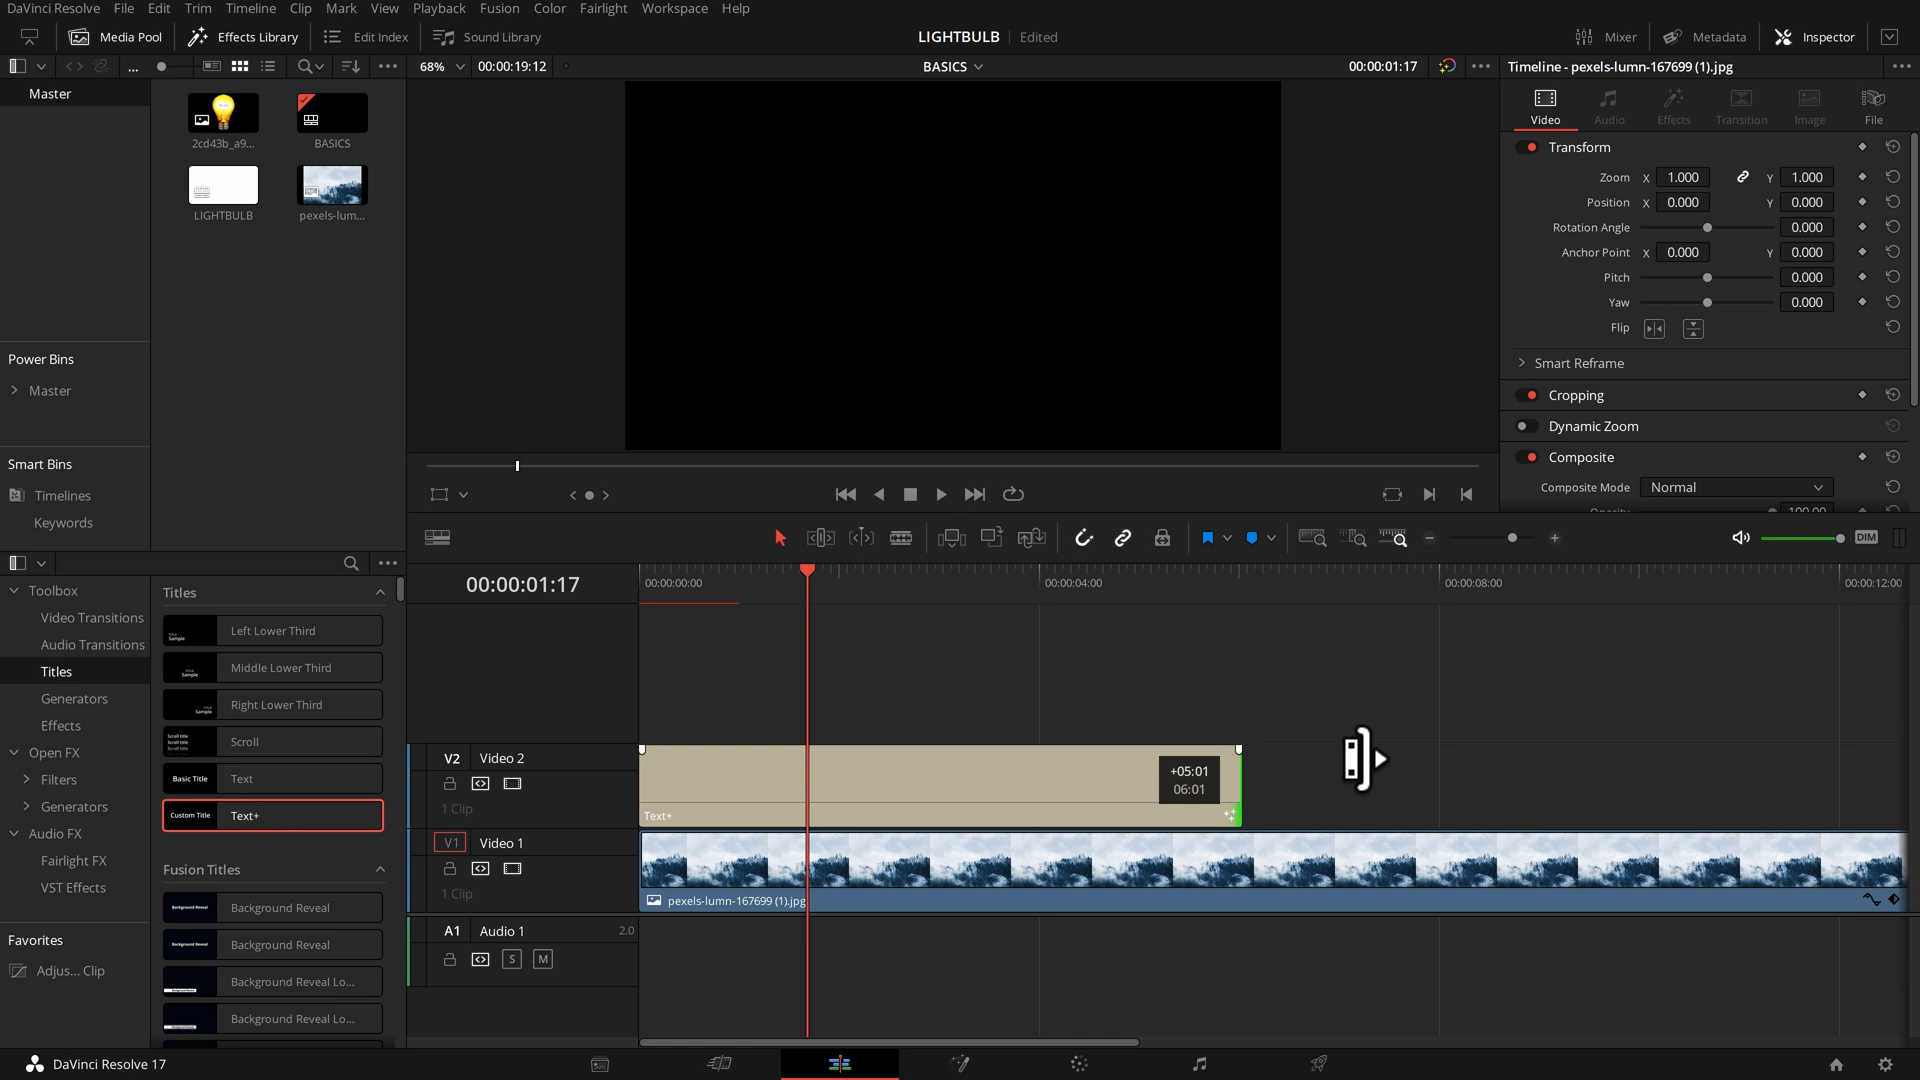 DaVinci Resolve File Edit Trim Timeline Clip Mark View Playback Fusion Color Fairlight Workspace Help
Media Pool Effects Library Edit Index Sound Library LIGHTBULB Edited Mixer Metadata Inspector
68% 00:00:19:12 BASICS 00:00:01:17 Timeline - pexels-lumn-167699 (1).jpg
Master
2cd43b_a9... BASICS
LIGHTBULB pexels-lum...
Power Bins
Master
Smart Bins
Timelines
Keywords
Video Audio Effects Transition Image File
Transform
Zoom X 1.000 Y 1.000
Position X 0.000 Y 0.000
Rotation Angle 0.000
Anchor Point X 0.000 Y 0.000
Pitch 0.000
Yaw 0.000
Flip
Smart Reframe
Cropping
Dynamic Zoom
Composite
Composite Mode Normal
Opacity 100.00
DIM
Toolbox
Video Transitions
Audio Transitions
Titles
Generators
Effects
Open FX
Filters
Generators
Audio FX
Fairlight FX
VST Effects
Favorites
Adjus... Clip
Titles
Left Lower Third
Middle Lower Third
Right Lower Third
Scroll
Basic Title Text
Custom Title Text+
Fusion Titles
Background Reveal Background Reveal
Background Reveal Background Reveal
Background Reveal Lo...
Background Reveal Lo...
00:00:01:17 00:00:00:00 00:00:04:00 00:00:08:00 00:00:12:00
V2 Video 2
1 Clip
+05:01
06:01
Text+
V1 Video 1
1 Clip
pexels-lumn-167699 (1).jpg
A1 Audio 1 2.0
S M
DaVinci Resolve 17